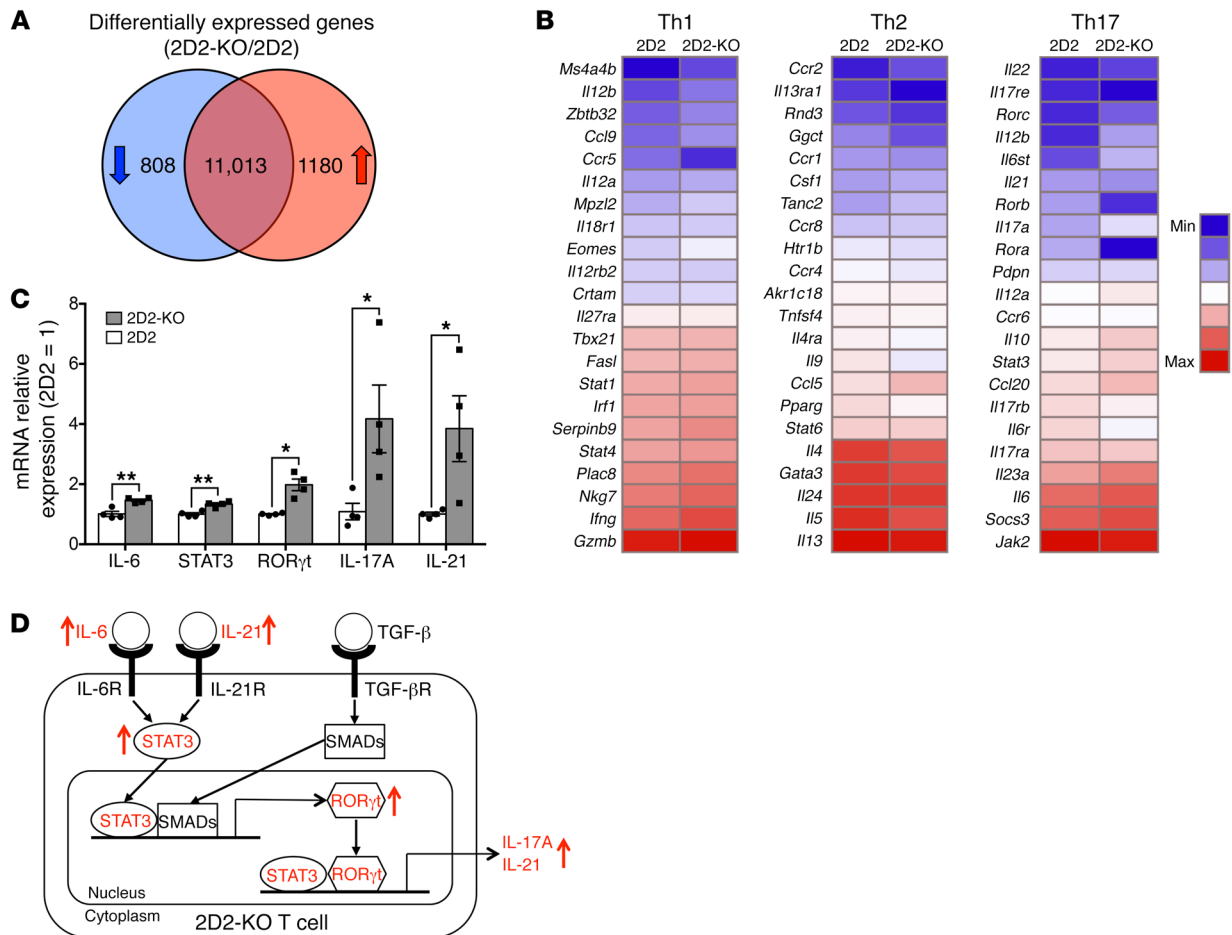 A
Differentially expressed genes
(2D2-KO/2D2)
808
11,013
1180
B
Th1
2D2 2D2-KO
Ms4a4b
Il12b
Zbtb32
Ccl9
Ccr5
Il12a
Mpzl2
Il18r1
Eomes
Il12rb2
Crtam
Il27ra
Tbx21
Fasl
Stat1
Irf1
Serpinb9
Stat4
Plac8
Nkg7
Ifng
Gzmb
Th2
2D2 2D2-KO
Ccr2
Il13ra1
Rnd3
Ggct
Ccr1
Csf1
Tanc2
Ccr8
Htr1b
Ccr4
Akr1c18
Tnfsf4
Il4ra
Il9
Ccl5
Pparg
Stat6
Il4
Gata3
Il24
Il5
Il13
Th17
2D2 2D2-KO
Il22
Il17re
Rorc
Il12b
Il6st
Il21
Rorb
Il17a
Rora
Pdpn
Il12a
Ccr6
Il10
Stat3
Ccl20
Il17rb
Il6r
Il17ra
Il23a
Il6
Socs3
Jak2
Min
Max
C
mRNA relative
expression (2D2 = 1)
8
6
4
2
0
2D2-KO
2D2
**
**
*
*
*
IL-6
STAT3
RORγt
IL-17A
IL-21
D
IL-6
IL-21
TGF-β
IL-6R
IL-21R
TGF-βR
STAT3
SMADs
STAT3
SMADs
RORγt
STAT3
RORγt
IL-17A
IL-21
Nucleus
Cytoplasm
2D2-KO T cell